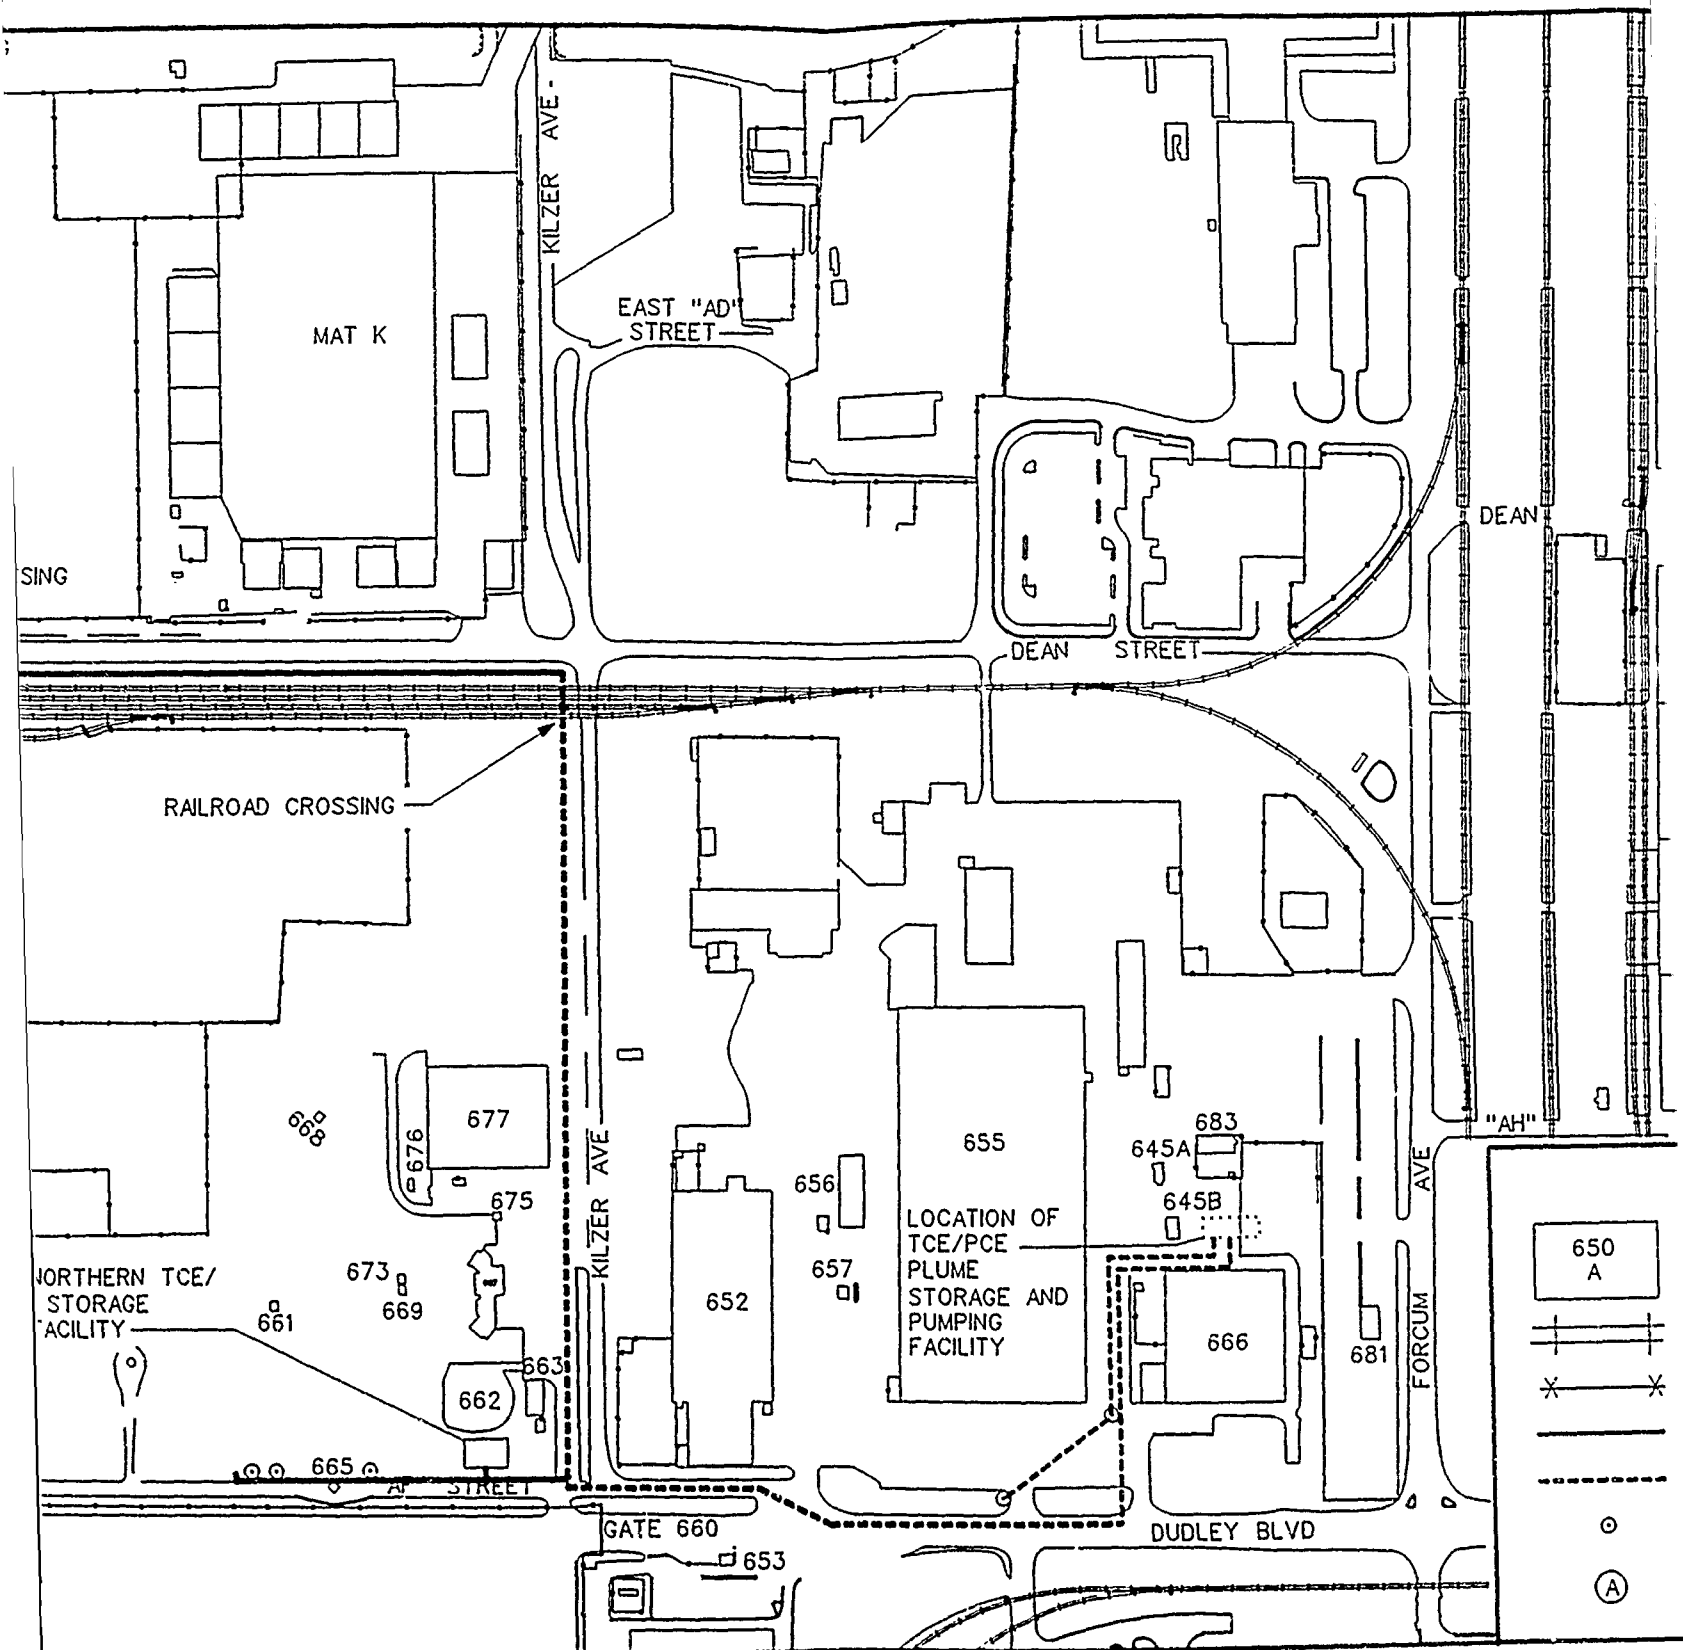 KILZER AVE-
EAST "AD"
STREET
MAT K
DEAN
SING
DEAN STREET
RAILROAD CROSSING
668
676
677
675
KILZER AVE
655
656
657
683
645A
645B
"AH"
LOCATION OF
TCE/PCE
PLUME
STORAGE AND
PUMPING
FACILITY
FORCUM AVE
650
A
NORTHERN TCE/
STORAGE
FACILITY
673
669
661
652
666
681
663
662
665
STREET
GATE 660
653
DUDLEY BLVD
A